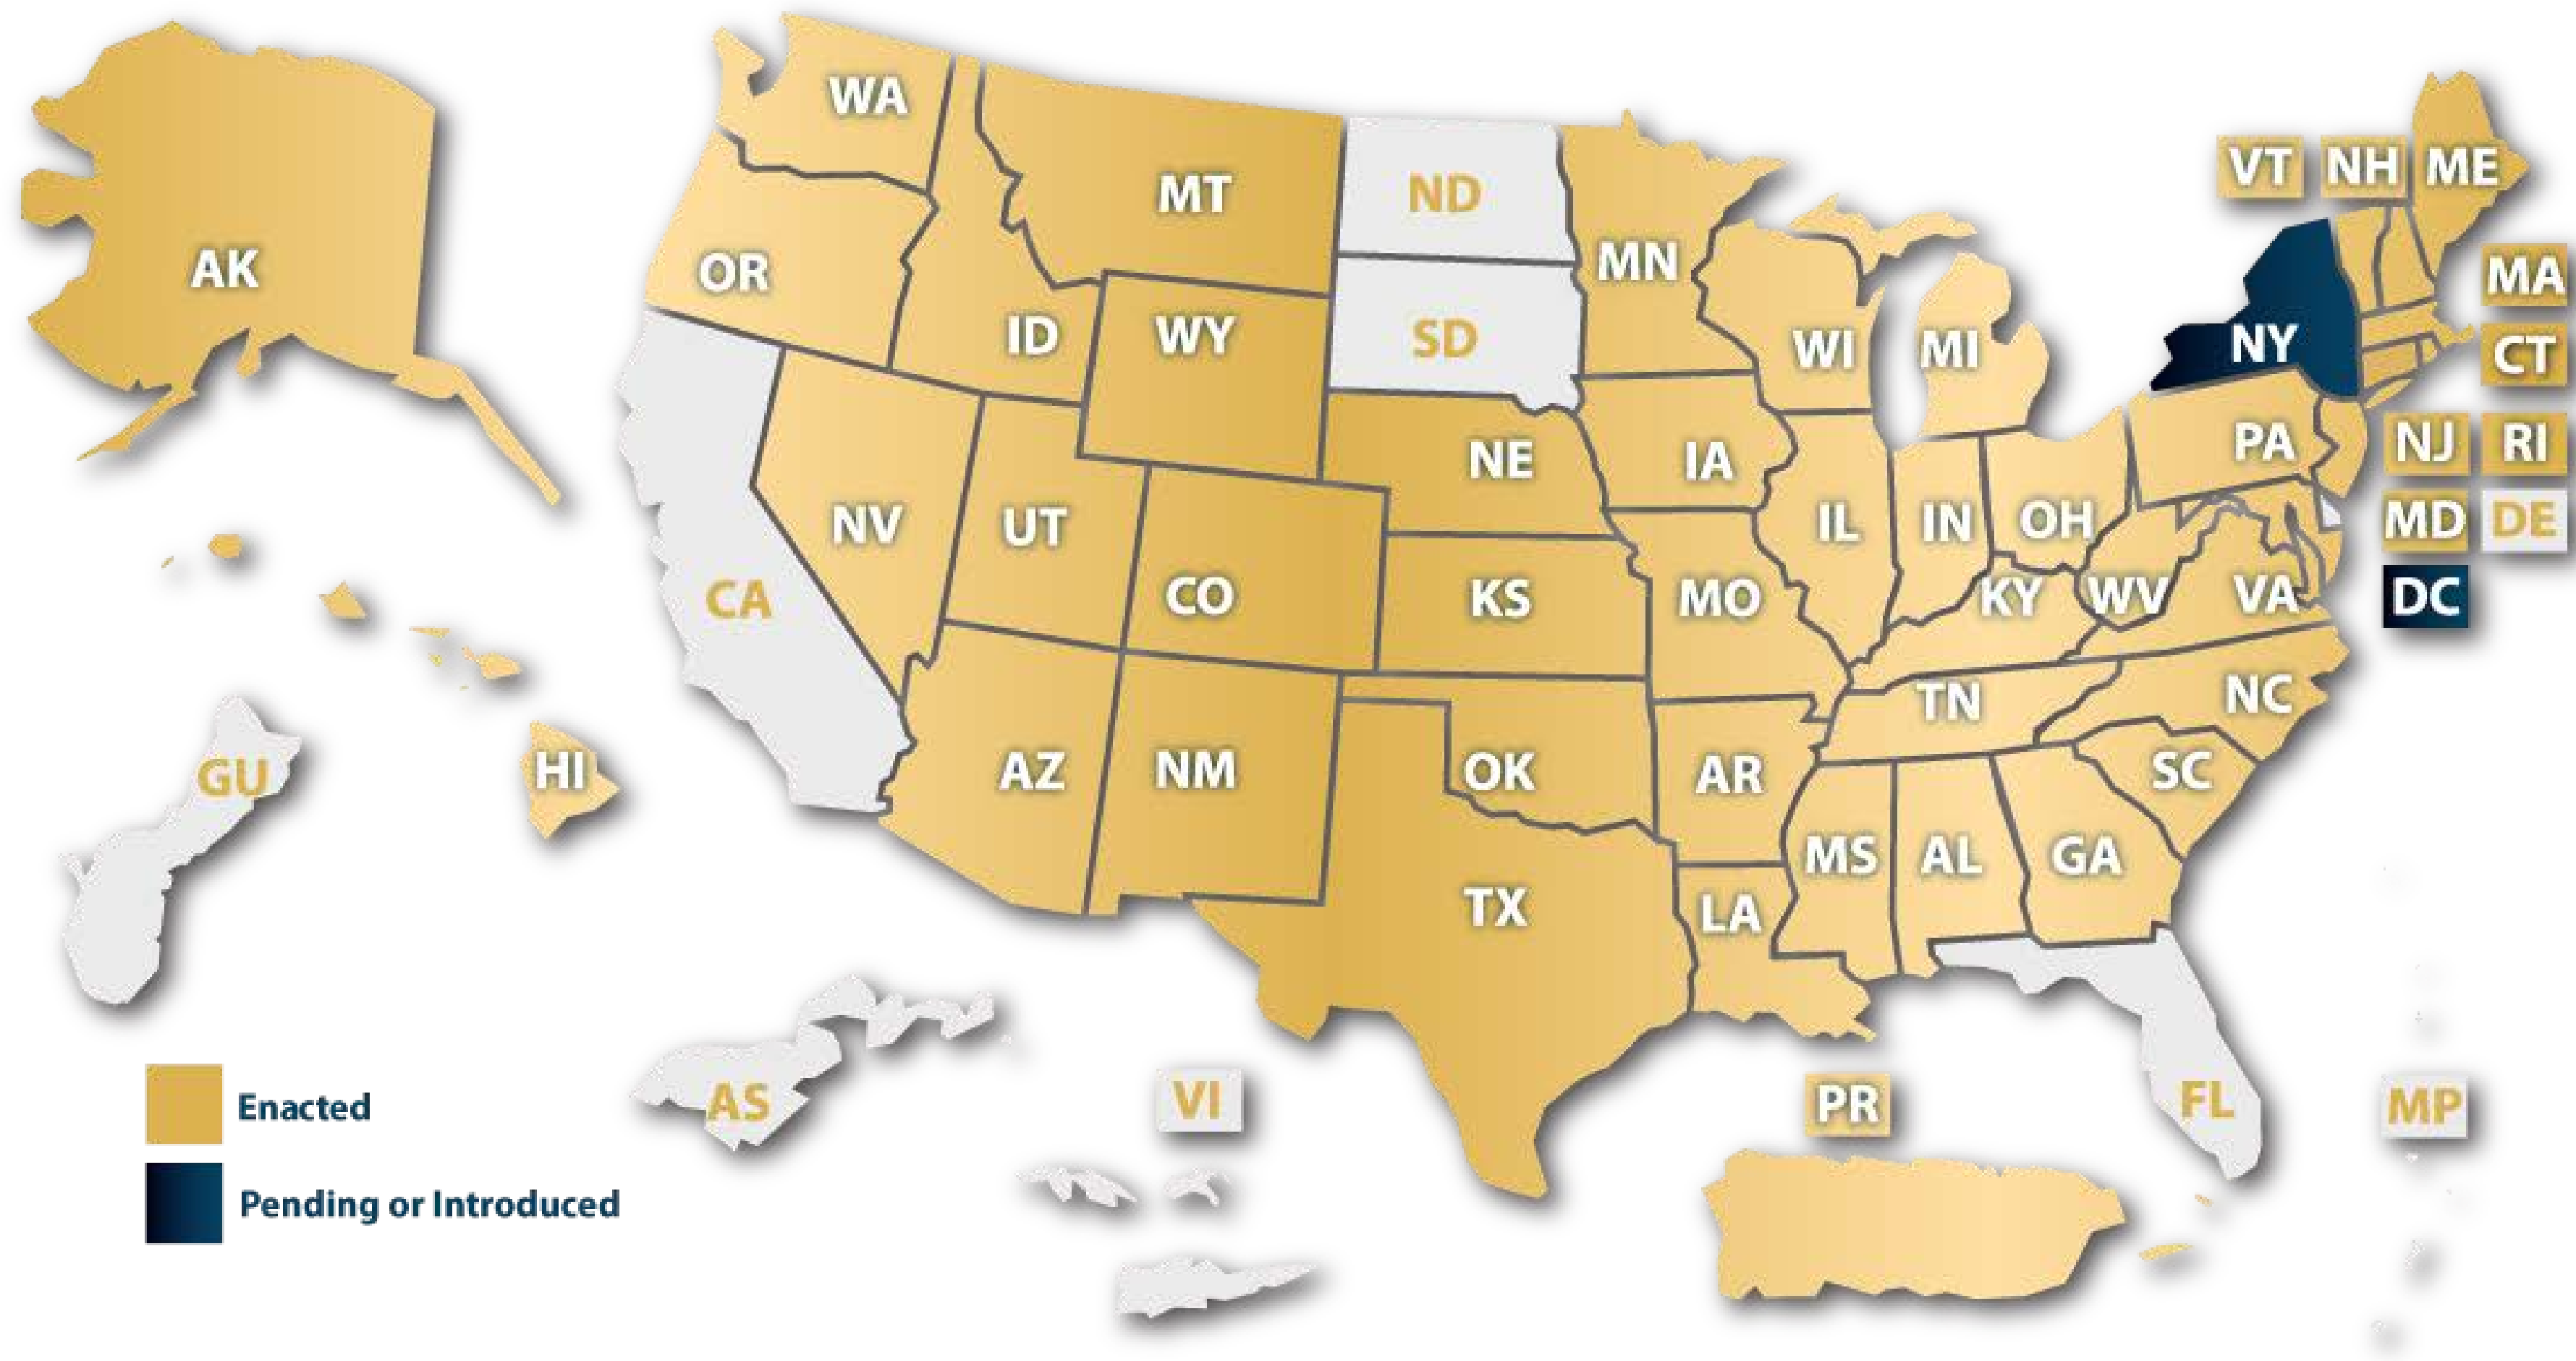 WA
MT
ND
MN
VT
NH
ME
AK
OR
ID
WY
SD
WI
MI
NY
MA
CT
NV
UT
CO
NE
IA
IL
IN
OH
PA
NJ
RI
MD
DE
CA
KS
MO
KY
WV
VA
DC
GU
HI
AZ
NM
OK
AR
TN
NC
SC
TX
LA
MS
AL
GA
AS
VI
PR
FL
MP
Enacted
Pending or Introduced